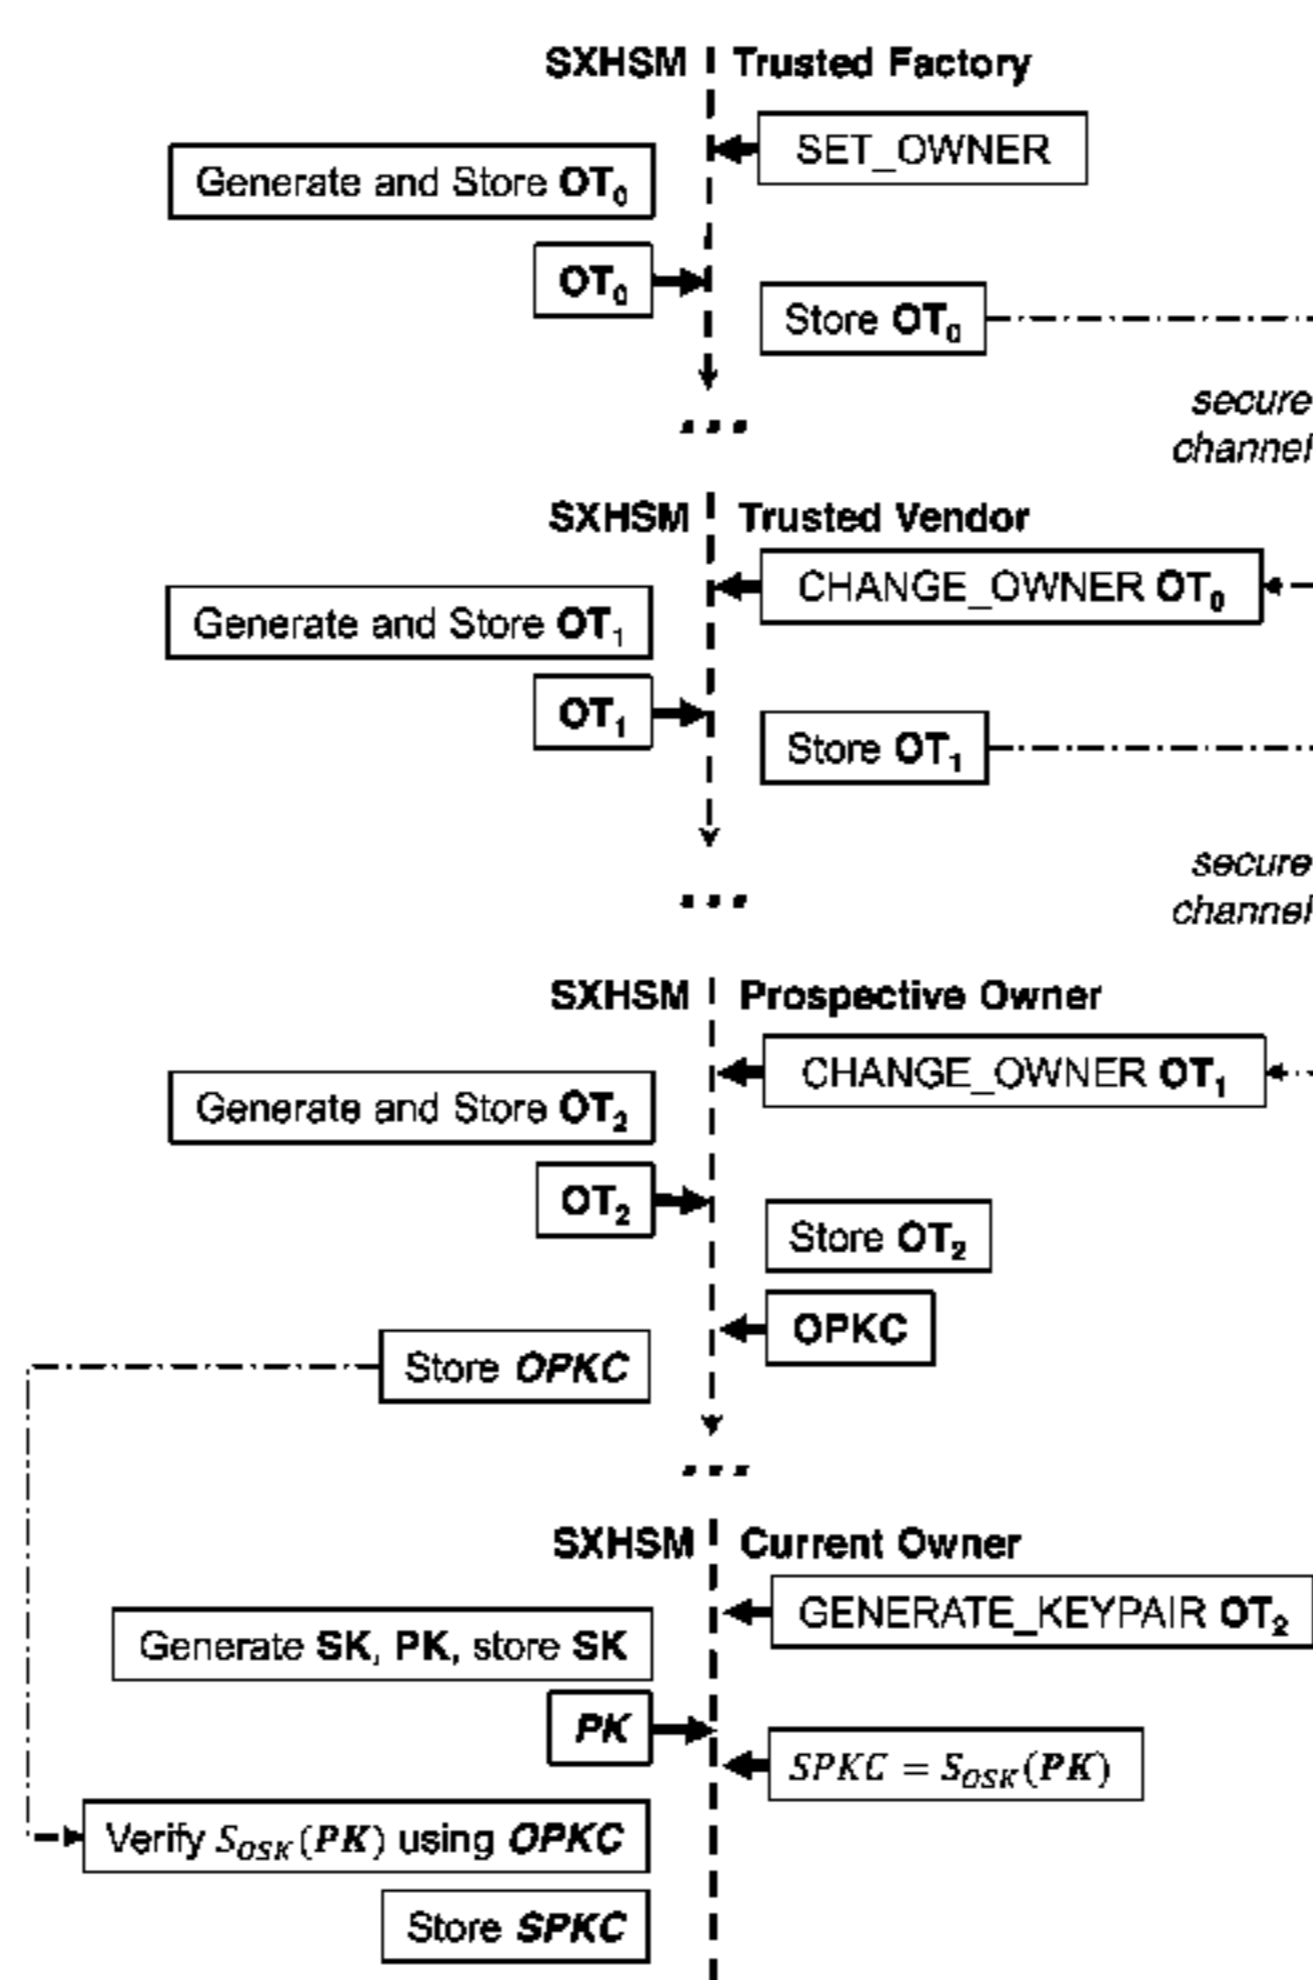 SXHSM Trusted Factory
SET_OWNER
Generate and Store OT₀
OT₀
Store OT₀
secure
channel
...
SXHSM Trusted Vendor
CHANGE_OWNER OT₀
Generate and Store OT₁
OT₁
Store OT₁
secure
channel
...
SXHSM Prospective Owner
CHANGE_OWNER OT₁
Generate and Store OT₂
OT₂
Store OT₂
OPKC
Store OPKC
...
SXHSM Current Owner
GENERATE_KEYPAIR OT₂
Generate SK, PK, store SK
PK
SPKC = S_OSK(PK)
Verify S_OSK(PK) using OPKC
Store SPKC